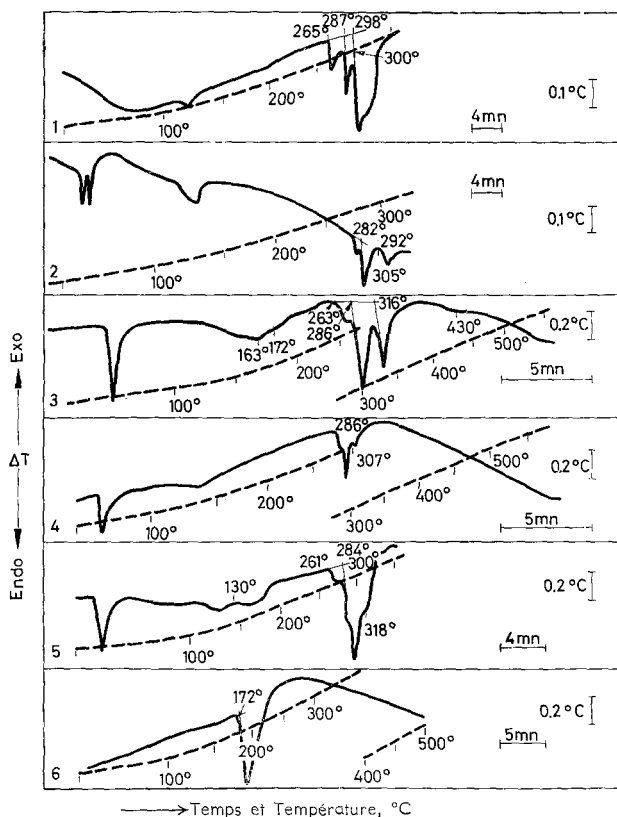 265° 287° 298°
300°
200°
100°
0.1°C
4mn
1
4mn
0.1°C
300°
282°
292°
305°
200°
100°
2
263°
316°
286°
163° 172°
430°
500°
0.2°C
200°
400°
100°
300°
5mn
3
286°
307°
500°
0.2°C
200°
400°
100°
300°
5mn
4
261° 284°
300°
130°
0.2°C
200°
318°
100°
4mn
5
172°
300°
0.2°C
200°
500°
100°
400°
5mn
6
Endo ΔT Exo
Temps et Température, °C